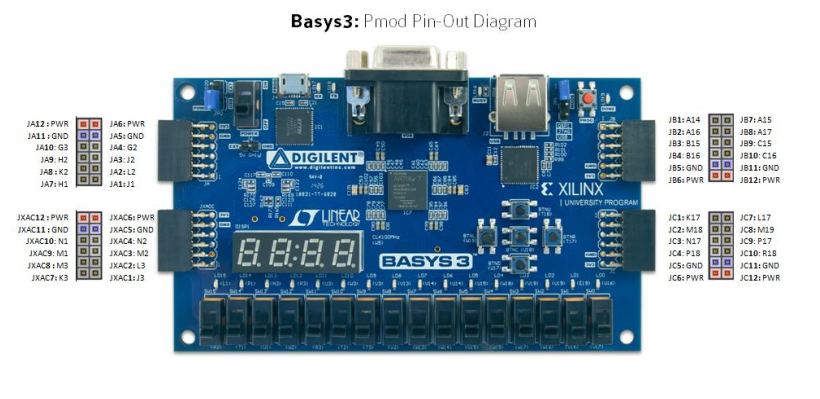 Basys3: Pmod Pin-Out Diagram
JA12: PWR JA6: PWR
JA11: GND JA5: GND
JA10: G3 JA4: G2
JA9: H2 JA3: J2
JA8: K2 JA2: L2
JA7: H1 JA1: J1
JXAC12: PWR JXAC6: PWR
JXAC11: GND JXAC5: GND
JXAC10: N1 JXAC4: N2
JXAC9: M1 JXAC3: M2
JXAC8: M3 JXAC2: L3
JXAC7: K3 JXAC1: J3
DIGILENT
www.digilentinc.com
LINEAR
TECHNOLOGY
XILINX
UNIVERSITY PROGRAM
CLK100MHz
(W5)
BASYS 3
JB1: A14 JB7: A15
JB2: A16 JB8: A17
JB3: B15 JB9: C15
JB4: B16 JB10: C16
JB5: GND JB11: GND
JB6: PWR JB12: PWR
JC1: K17 JC7: L17
JC2: M18 JC8: M19
JC3: N17 JC9: P17
JC4: P18 JC10: R18
JC5: GND JC11: GND
JC6: PWR JC12: PWR